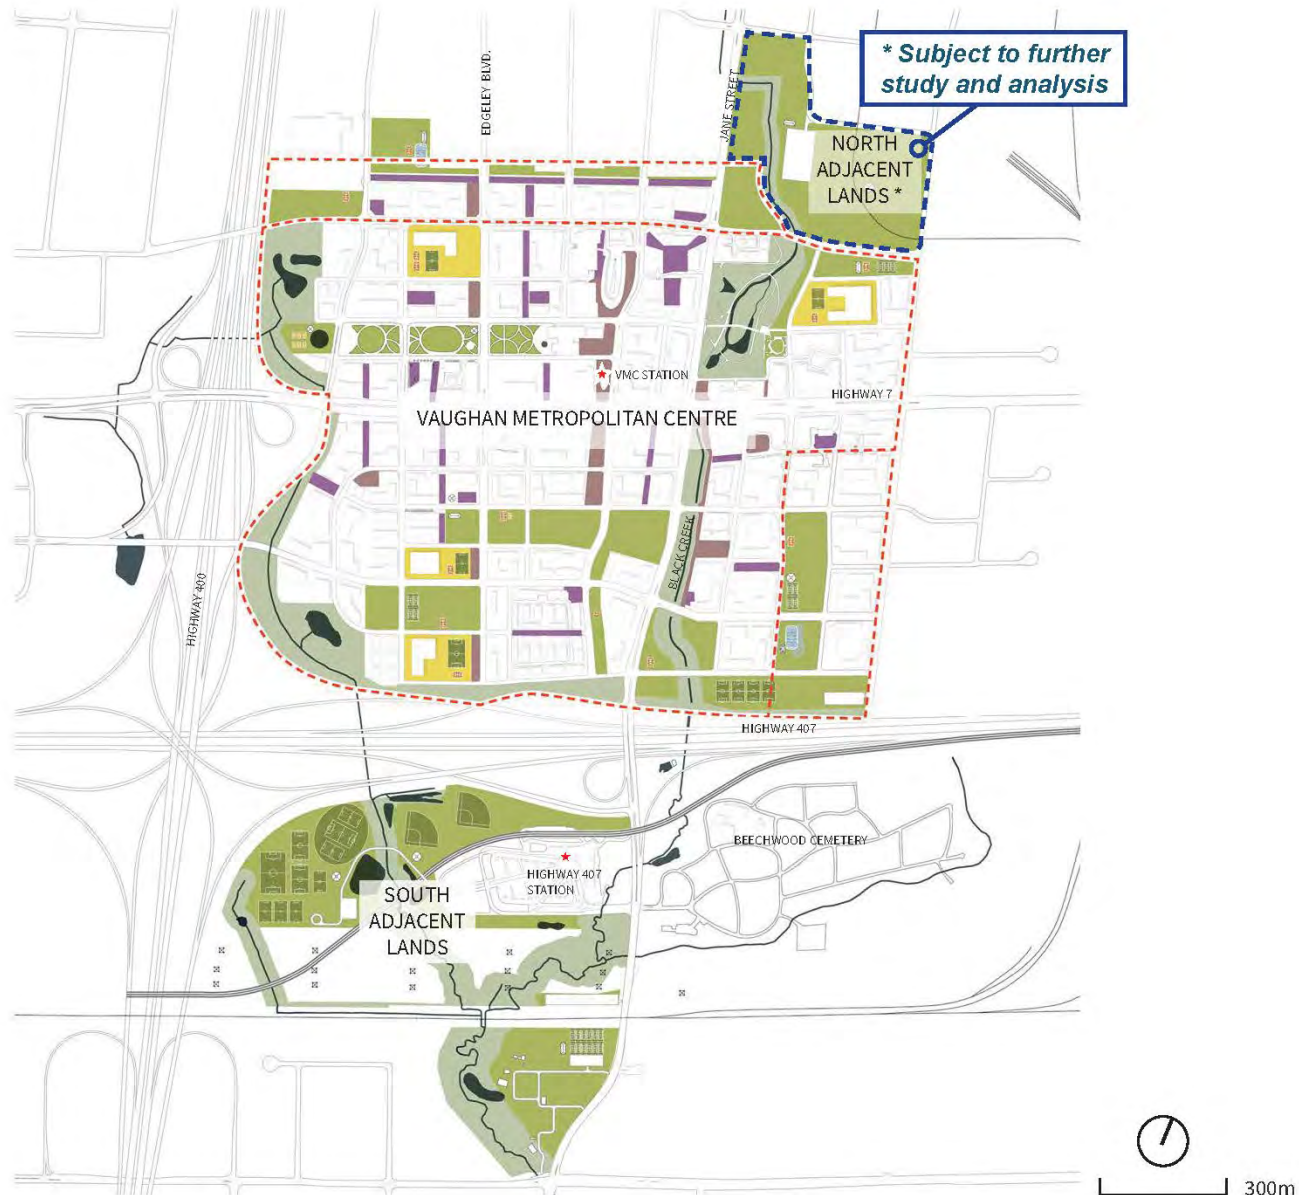 * Subject to further
study and analysis
EDGELEY BLVD.
JANE STREET
NORTH
ADJACENT
LANDS *
VMC STATION
HIGHWAY 7
VAUGHAN METROPOLITAN CENTRE
BLACK CREEK
HIGHWAY 400
HIGHWAY 407
BEECHWOOD CEMETERY
HIGHWAY 407
STATION
SOUTH
ADJACENT
LANDS
300m